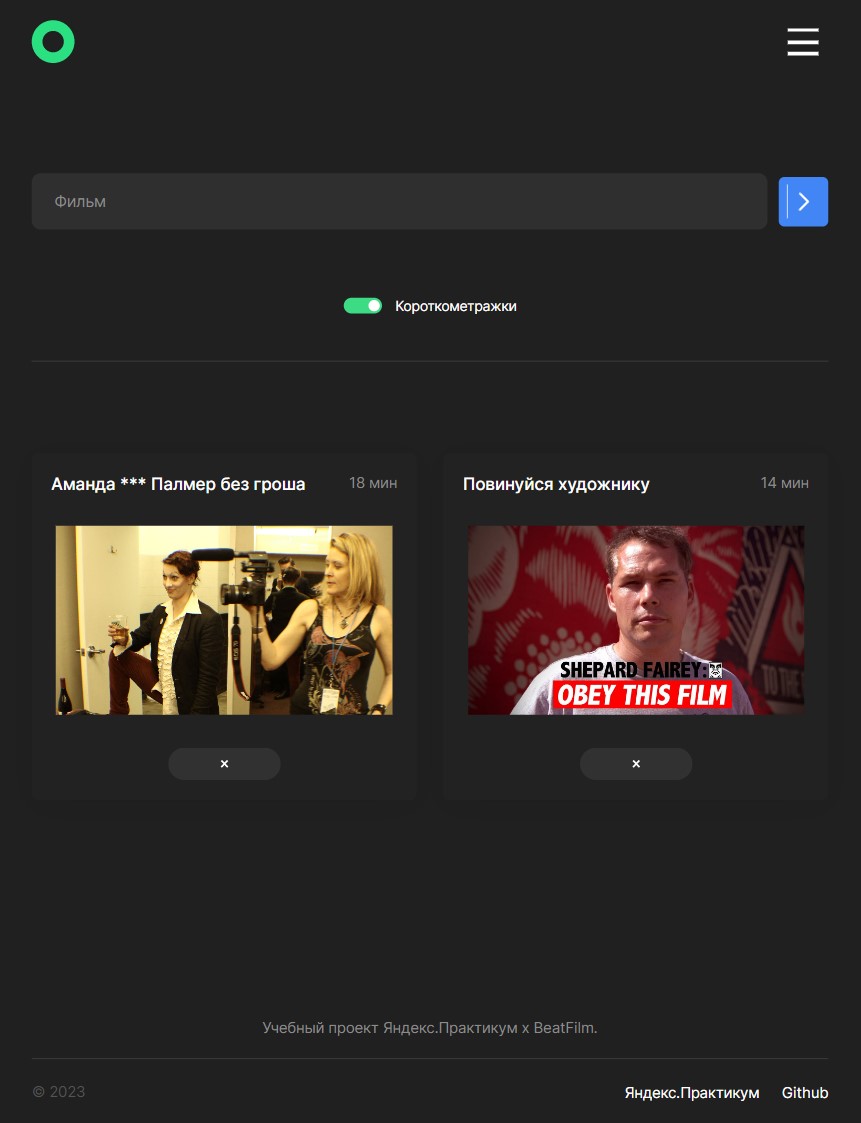 Фильм
Короткометражки
Аманда *** Палмер без гроша
18 мин
Повинуйся художнику
14 мин
SHEPARD FAIREY:
OBEY THIS FILM
×
×
Учебный проект Яндекс.Практикум х BeatFilm.
© 2023
Яндекс.Практикум
Github